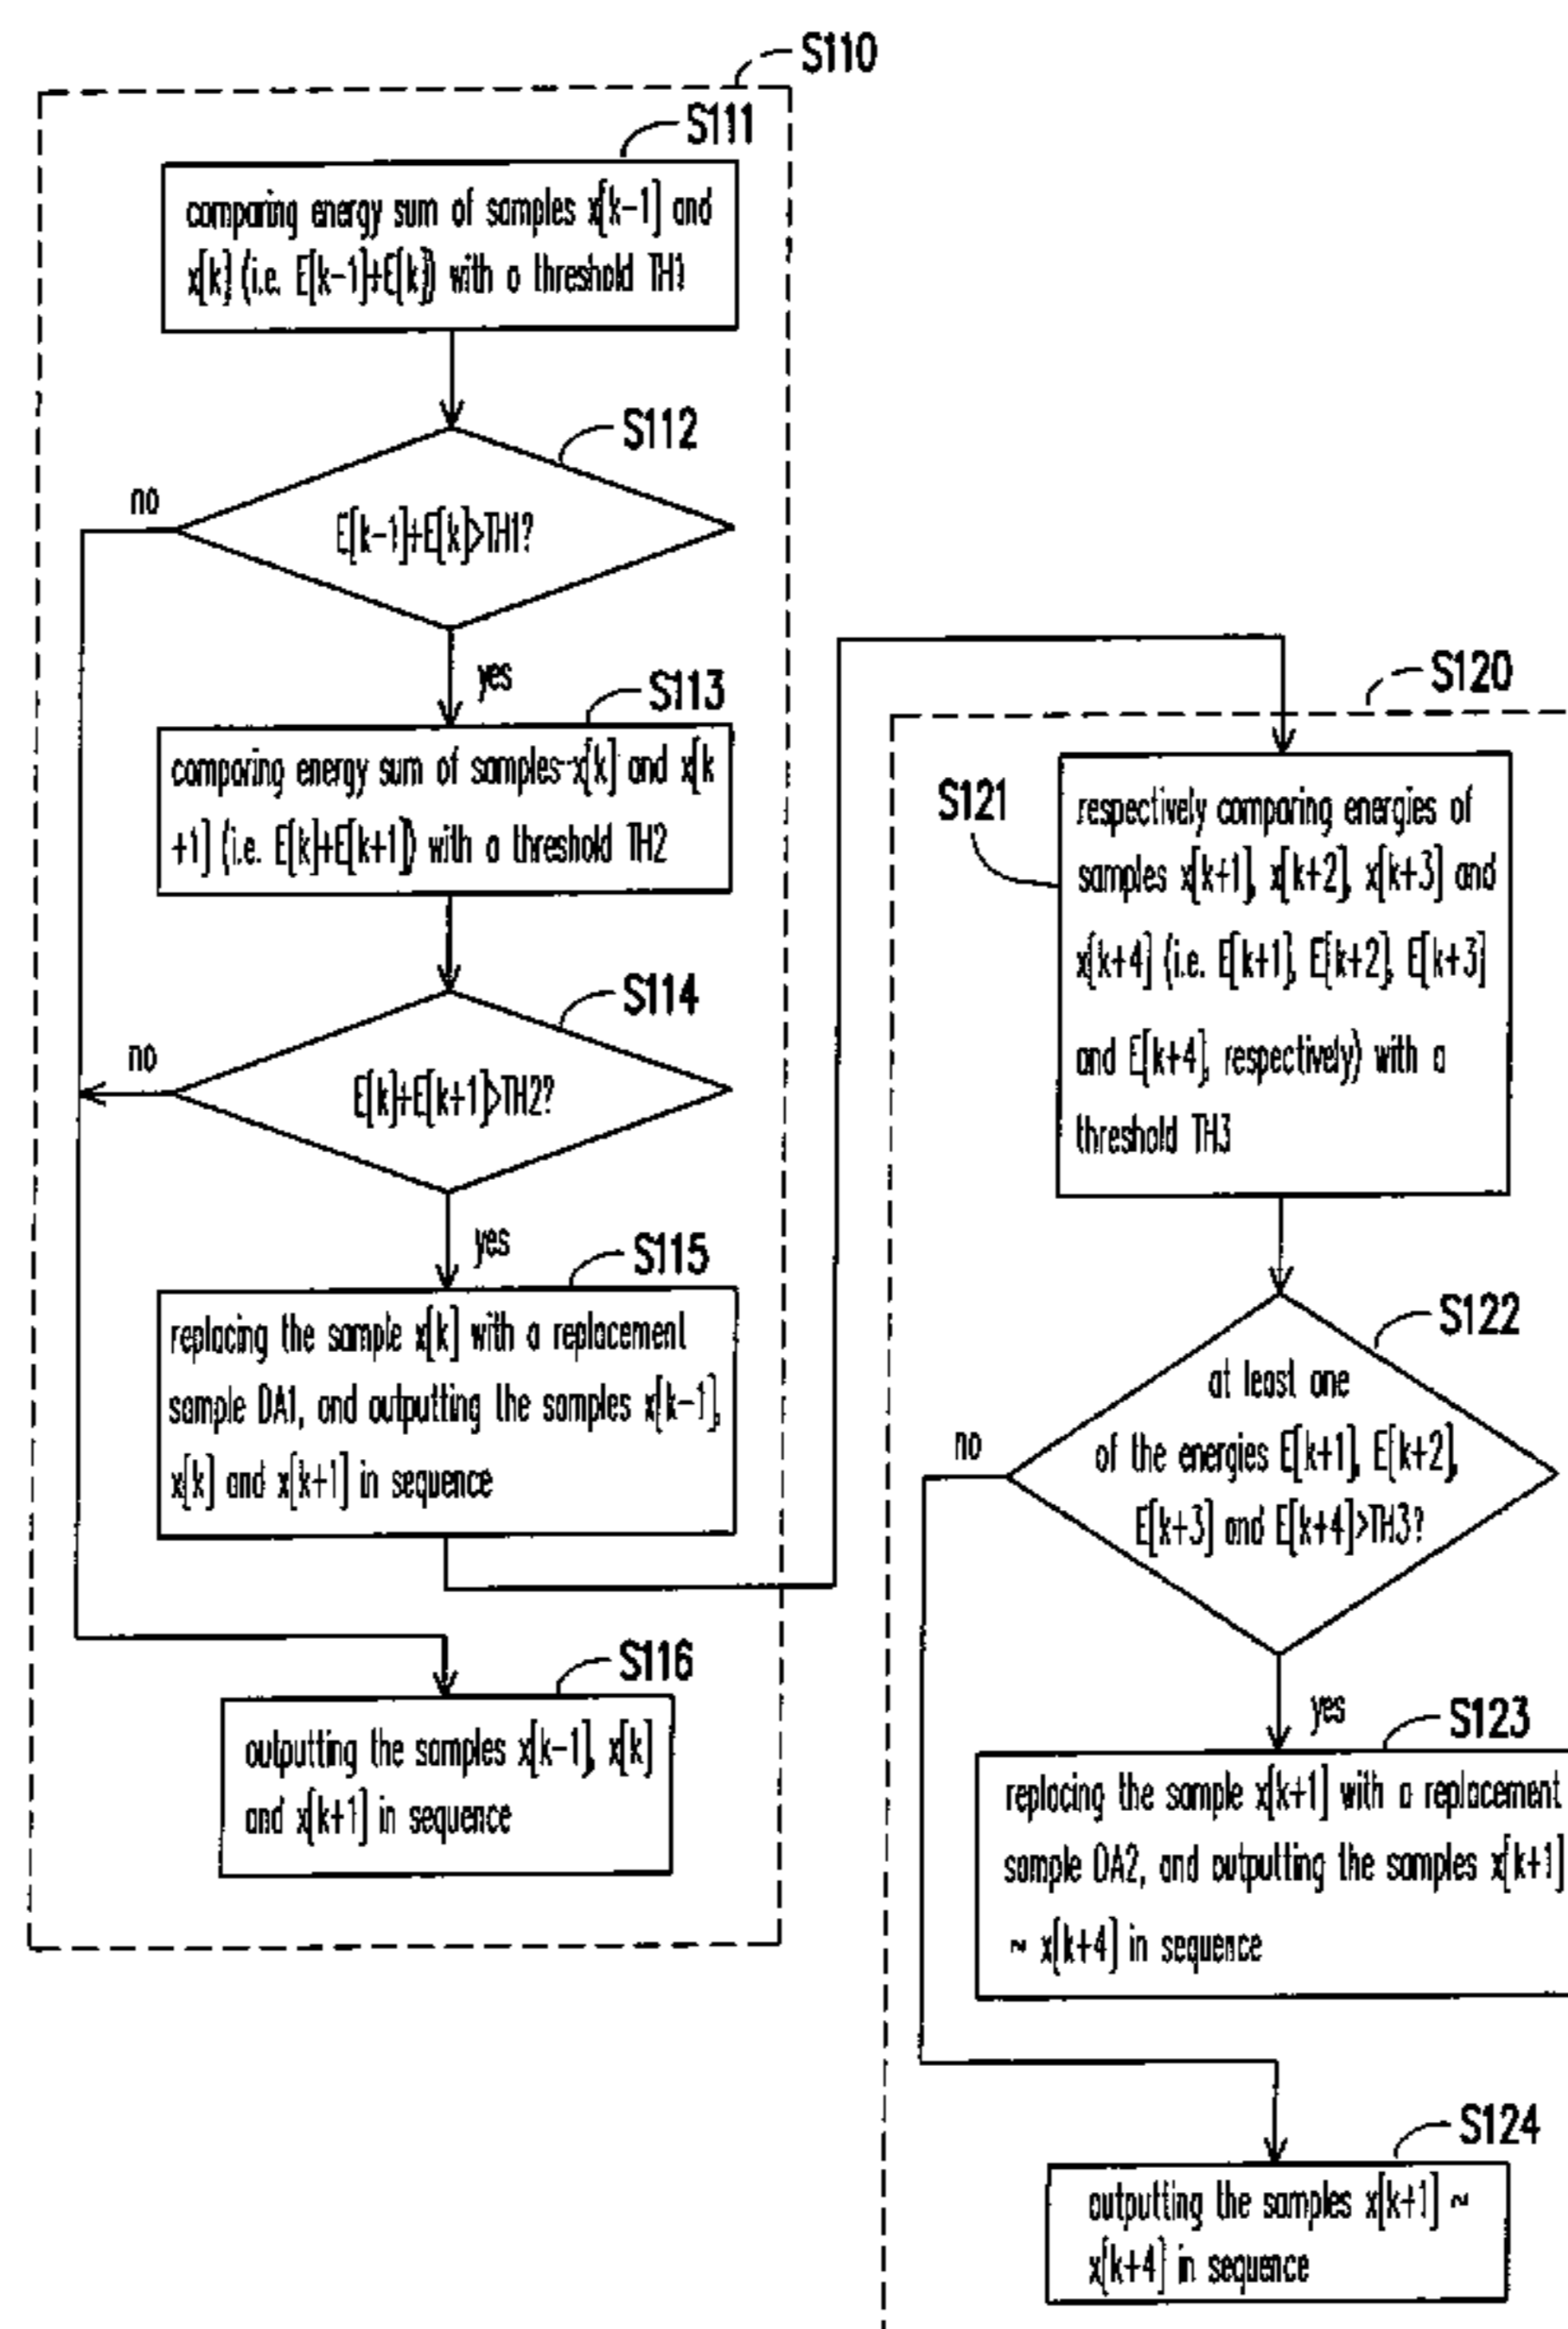 S110
S111
comparing energy sum of samples x[k-1] and
x[k] (i.e. E[k-1]+E[k]) with a threshold TH1
S112
no
E[k-1]+E[k]>TH1?
yes
S113
comparing energy sum of samples x[k] and x[k
+1] (i.e. E[k]+E[k+1]) with a threshold TH2
S114
no
E[k]+E[k+1]>TH2?
yes
S115
replacing the sample x[k] with a replacement
sample DA1, and outputting the samples x[k-1],
x[k] and x[k+1] in sequence
S116
outputting the samples x[k-1], x[k]
and x[k+1] in sequence
S120
S121
respectively comparing energies of
samples x[k+1], x[k+2], x[k+3] and
x[k+4] (i.e. E[k+1], E[k+2], E[k+3]
and E[k+4], respectively) with a
threshold TH3
S122
no
at least one
of the energies E[k+1], E[k+2],
E[k+3] and E[k+4]>TH3?
yes
S123
replacing the sample x[k+1] with a replacement
sample DA2, and outputting the samples x[k+1]
~ x[k+4] in sequence
S124
outputting the samples x[k+1] ~
x[k+4] in sequence